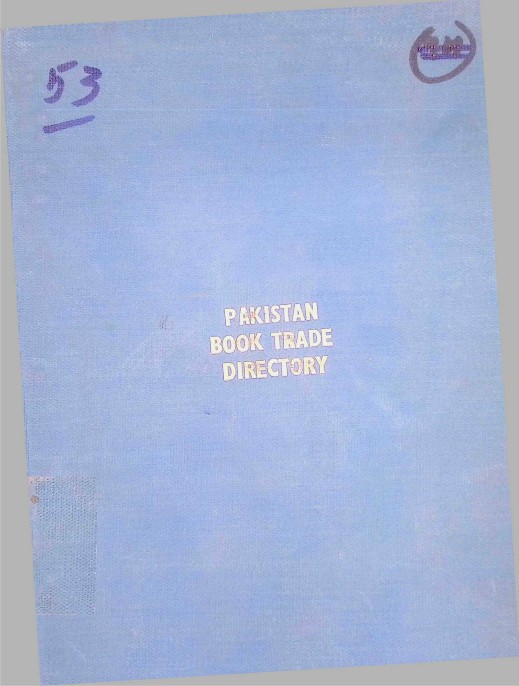 53
PAKISTAN
BOOK TRADE
DIRECTORY